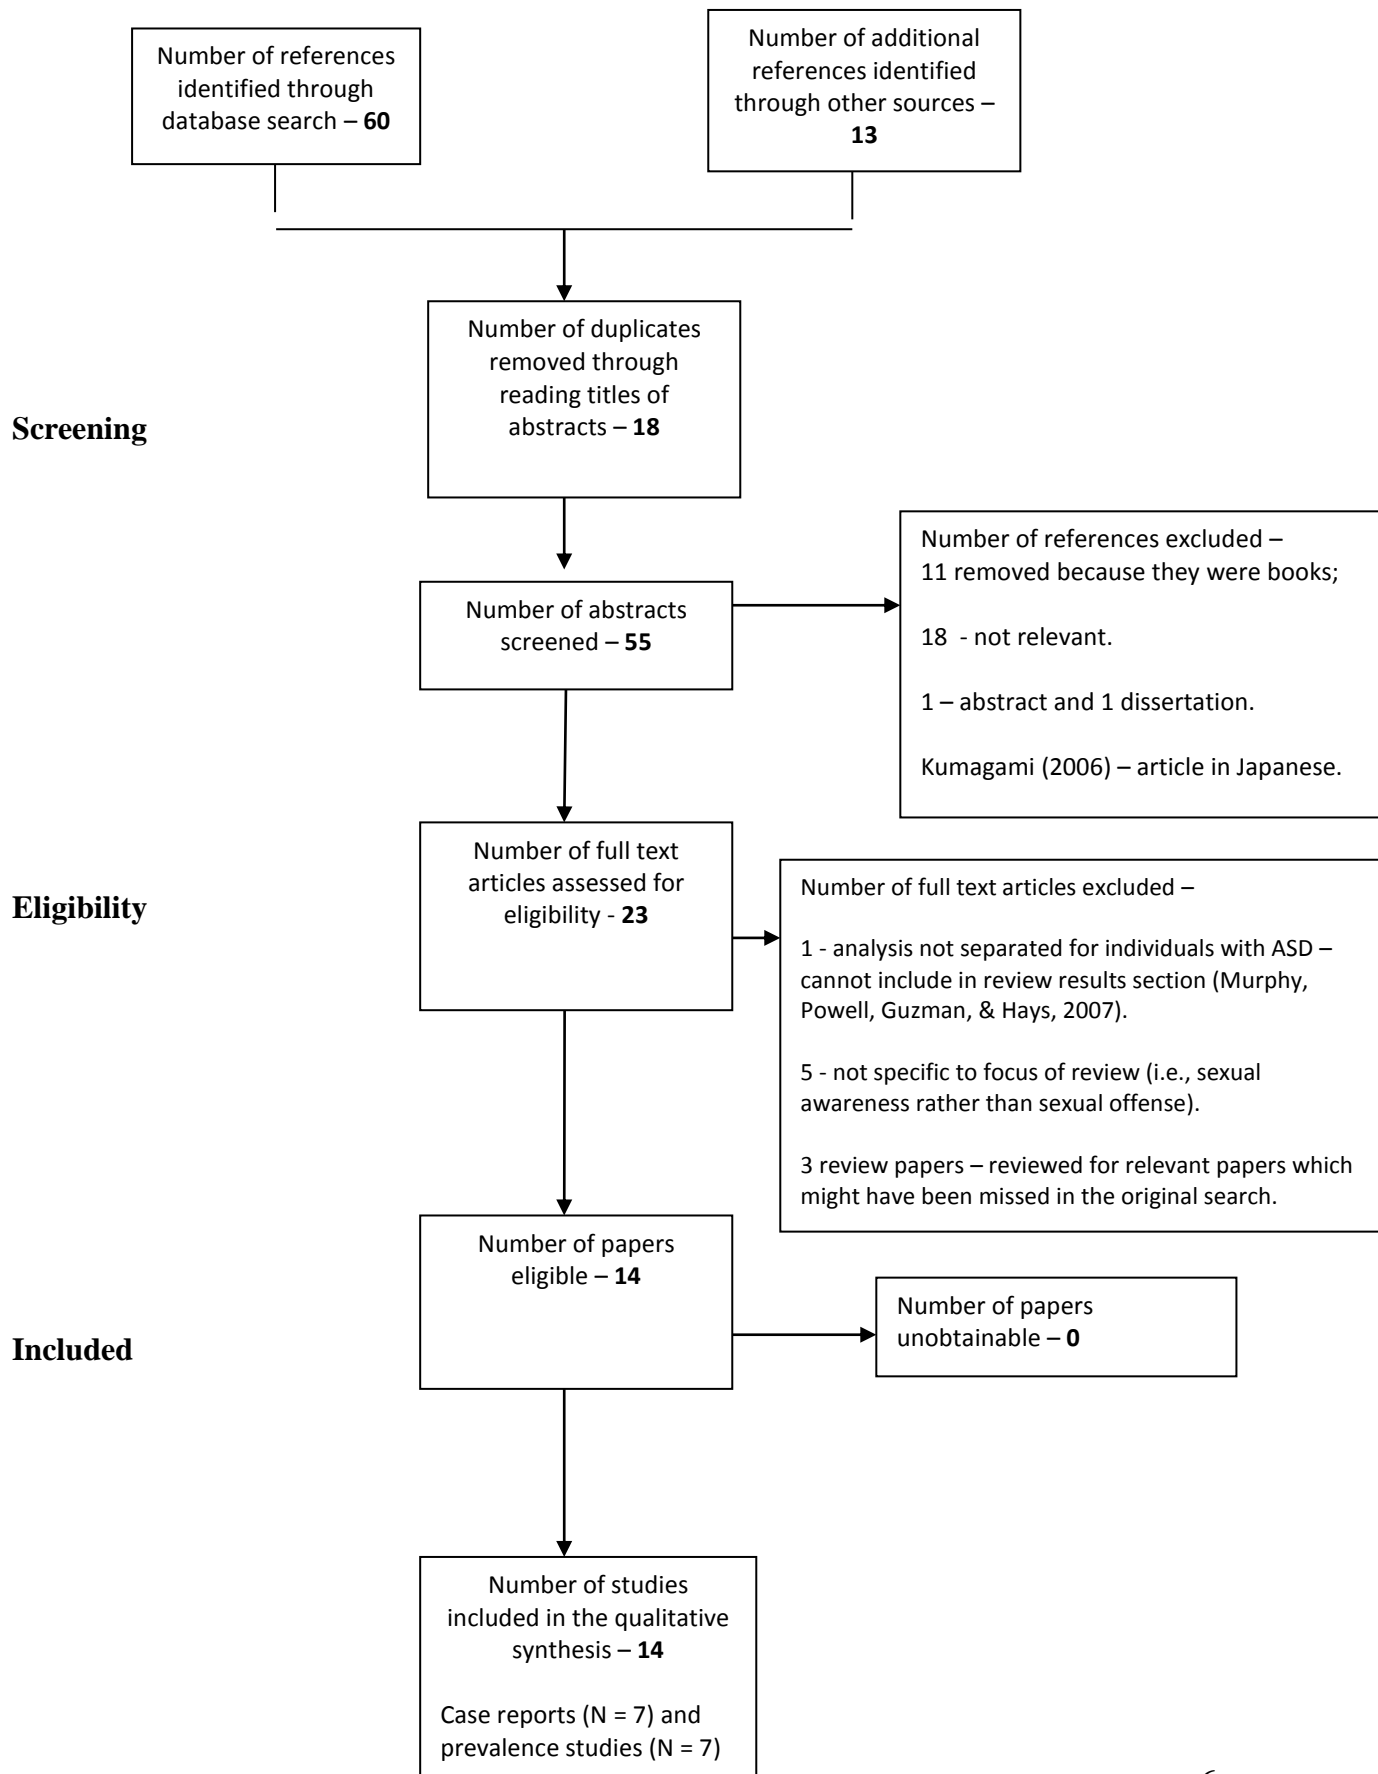 Number of references
identified through
database search – 60
Number of additional
references identified
through other sources –
13
Number of duplicates
removed through
reading titles of
abstracts – 18
Screening
Number of references excluded –
11 removed because they were books;
18 - not relevant.
1 – abstract and 1 dissertation.
Kumagami (2006) – article in Japanese.
Number of abstracts
screened – 55
Number of full text
articles assessed for
eligibility - 23
Eligibility
Number of full text articles excluded –
1 - analysis not separated for individuals with ASD –
cannot include in review results section (Murphy,
Powell, Guzman, & Hays, 2007).
5 - not specific to focus of review (i.e., sexual
awareness rather than sexual offense).
3 review papers – reviewed for relevant papers which
might have been missed in the original search.
Number of papers
eligible – 14
Number of papers
unobtainable – 0
Included
Number of studies
included in the qualitative
synthesis – 14
Case reports (N = 7) and
prevalence studies (N = 7)